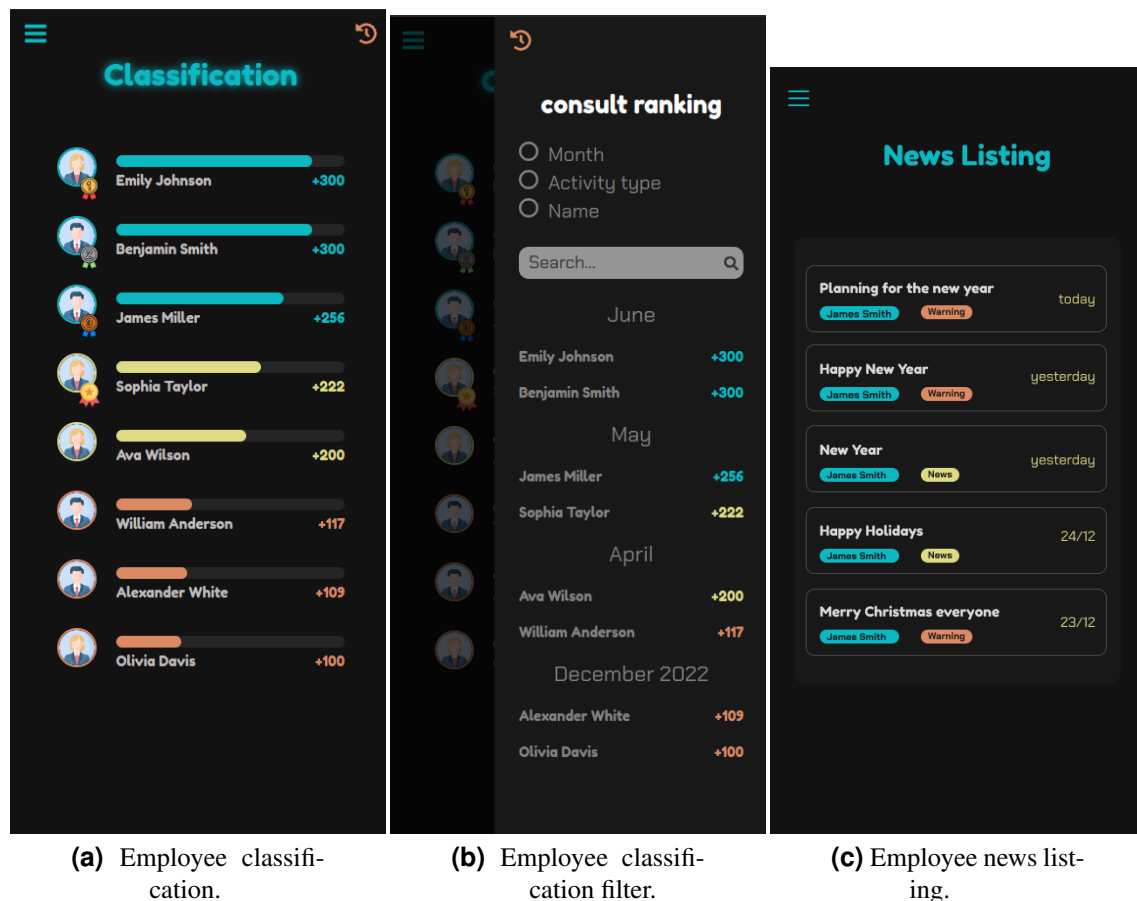 Classification
Emily Johnson +300
Benjamin Smith +300
James Miller +256
Sophia Taylor +222
Ava Wilson +200
William Anderson +117
Alexander White +109
Olivia Davis +100
(a) Employee classifi-
cation.
consult ranking
Month
Activity type
Name
Search...
June
Emily Johnson +300
Benjamin Smith +300
May
James Miller +256
Sophia Taylor +222
April
Ava Wilson +200
William Anderson +117
December 2022
Alexander White +109
Olivia Davis +100
(b) Employee classifi-
cation filter.
News Listing
Planning for the new year
today
James Smith Warning
Happy New Year
yesterday
James Smith Warning
New Year
yesterday
James Smith News
Happy Holidays
24/12
James Smith News
Merry Christmas everyone
23/12
James Smith Warning
(c) Employee news list-
ing.